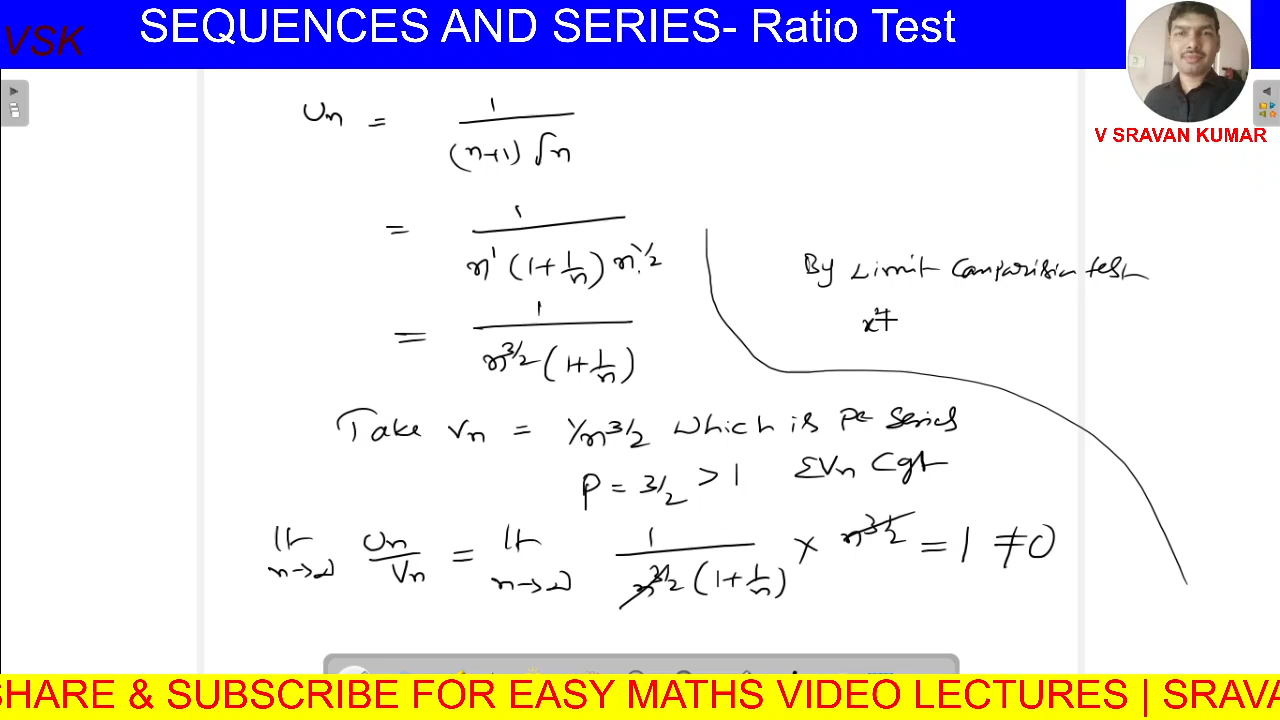 VSK
SEQUENCES AND SERIES- Ratio Test
V SRAVAN KUMAR
Un = 1/((n+1) √n)
= 1/(n^1 (1+1/n) n^1/2)
= 1/(n^3/2 (1+1/n))
By Limit Comparision test
Take Vn = 1/n^3/2 which is Series
P = 3/2 > 1 ΣVn Cgt
lt n→∞ Un/Vn = lt n→∞ 1/(n^3/2 (1+1/n)) × n^3/2 = 1 ≠ 0
SHARE & SUBSCRIBE FOR EASY MATHS VIDEO LECTURES | SRAVA